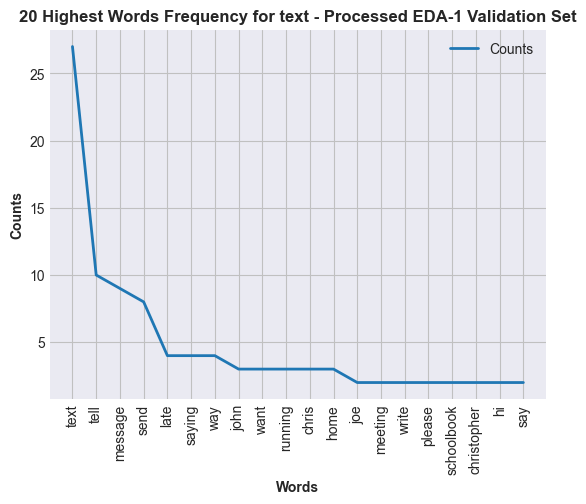 20 Highest Words Frequency for text - Processed EDA-1 Validation Set
Counts
25
20
15
10
5
Counts
text
tell
message
send
late
saying
way
john
want
running
chris
home
joe
meeting
write
please
schoolbook
christopher
hi
say
Words